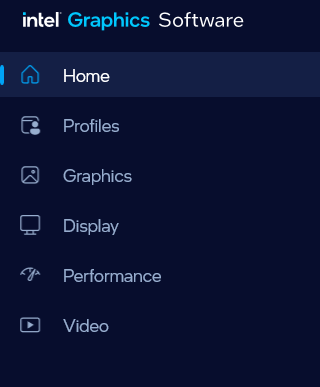 intel Graphics Software
Home
Profiles
Graphics
Display
Performance
Video